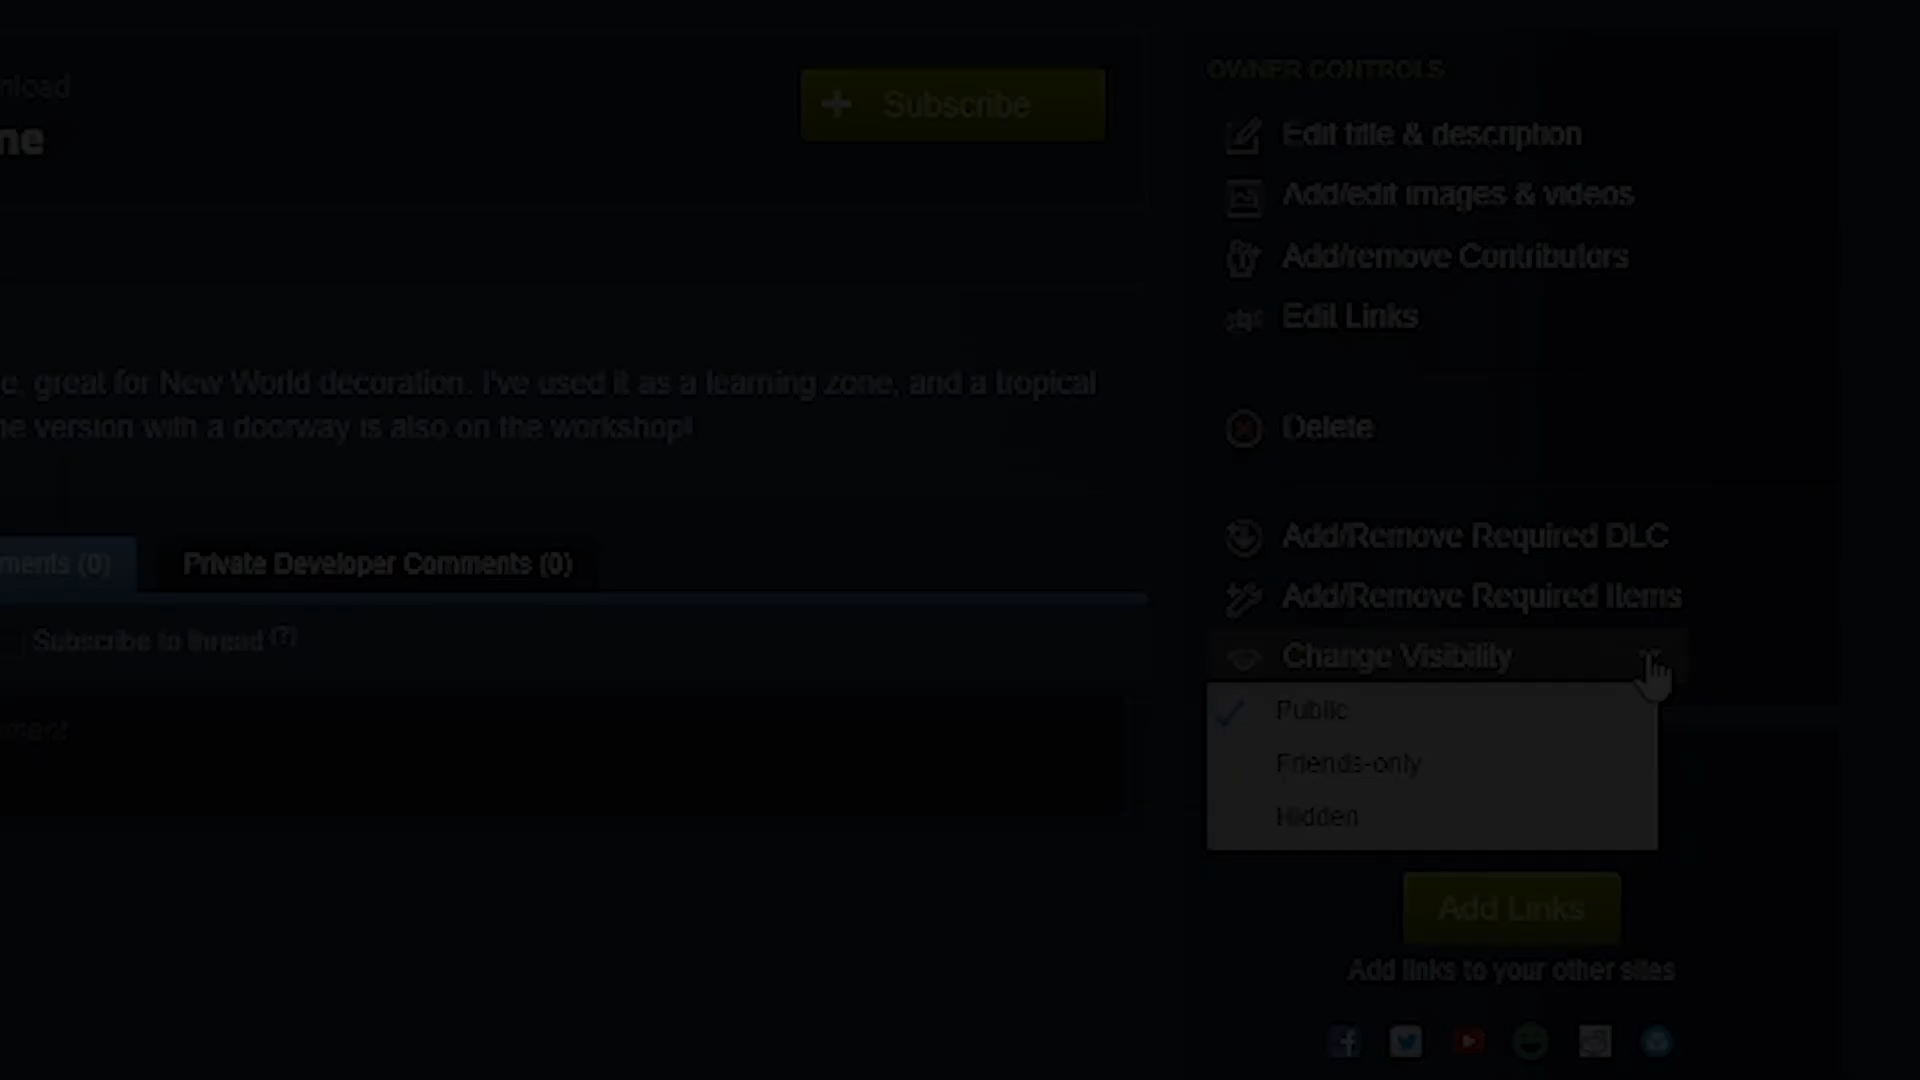 nload
ne
+ Subscribe
e, great for New World decoration. I've used it as a learning zone, and a tropical
ne version with a doorway is also on the workshop!
ments (0)
Private Developer Comments (0)
Subscribe to thread (?)
ment
OWNER CONTROLS
Edit title & description
Add/edit images & videos
Add/remove Contributors
Edit Links
Delete
Add/Remove Required DLC
Add/Remove Required Items
Change Visibility
Public
Friends-only
Hidden
Add Links
Add links to your other sites